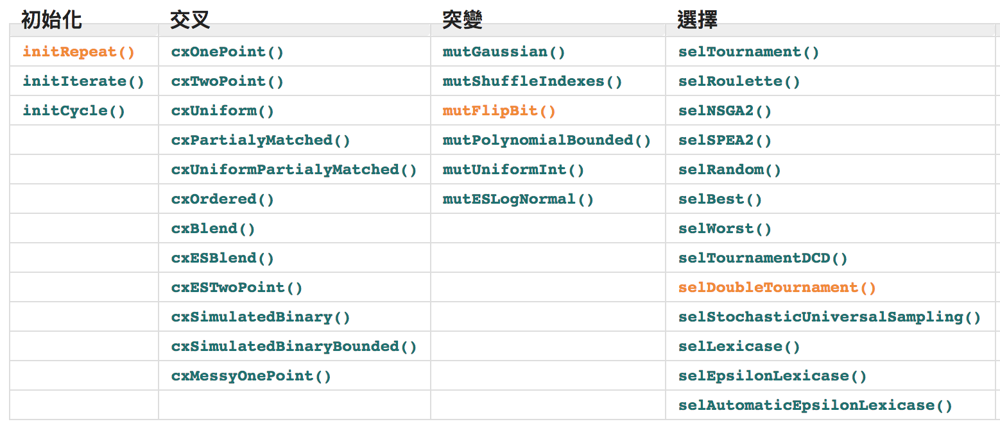 初始化 交叉 突變 選擇
initRepeat() cxOnePoint() mutGaussian() selTournament()
initIterate() cxTwoPoint() mutShuffleIndexes() selRoulette()
initCycle() cxUniform() mutFlipBit() selNSGA2()
cxPartialyMatched() mutPolynomialBounded() selSPEA2()
cxUniformPartialyMatched() mutUniformInt() selRandom()
cxOrdered() mutESLogNormal() selBest()
cxBlend() selWorst()
cxESBlend() selTournamentDCD()
cxESTwoPoint() selDoubleTournament()
cxSimulatedBinary() selStochasticUniversalSampling()
cxSimulatedBinaryBounded() selLexicase()
cxMessyOnePoint() selEpsilonLexicase()
selAutomaticEpsilonLexicase()